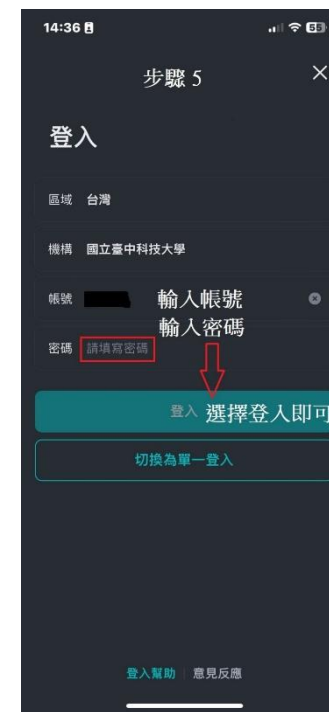 14:36
55
步驟 5
登入
區域 台灣
機構 國立臺中科技大學
帳號 輸入帳號
輸入密碼
密碼 請填寫密碼
登入 選擇登入即可
切換為單一登入
登入幫助 意見反應